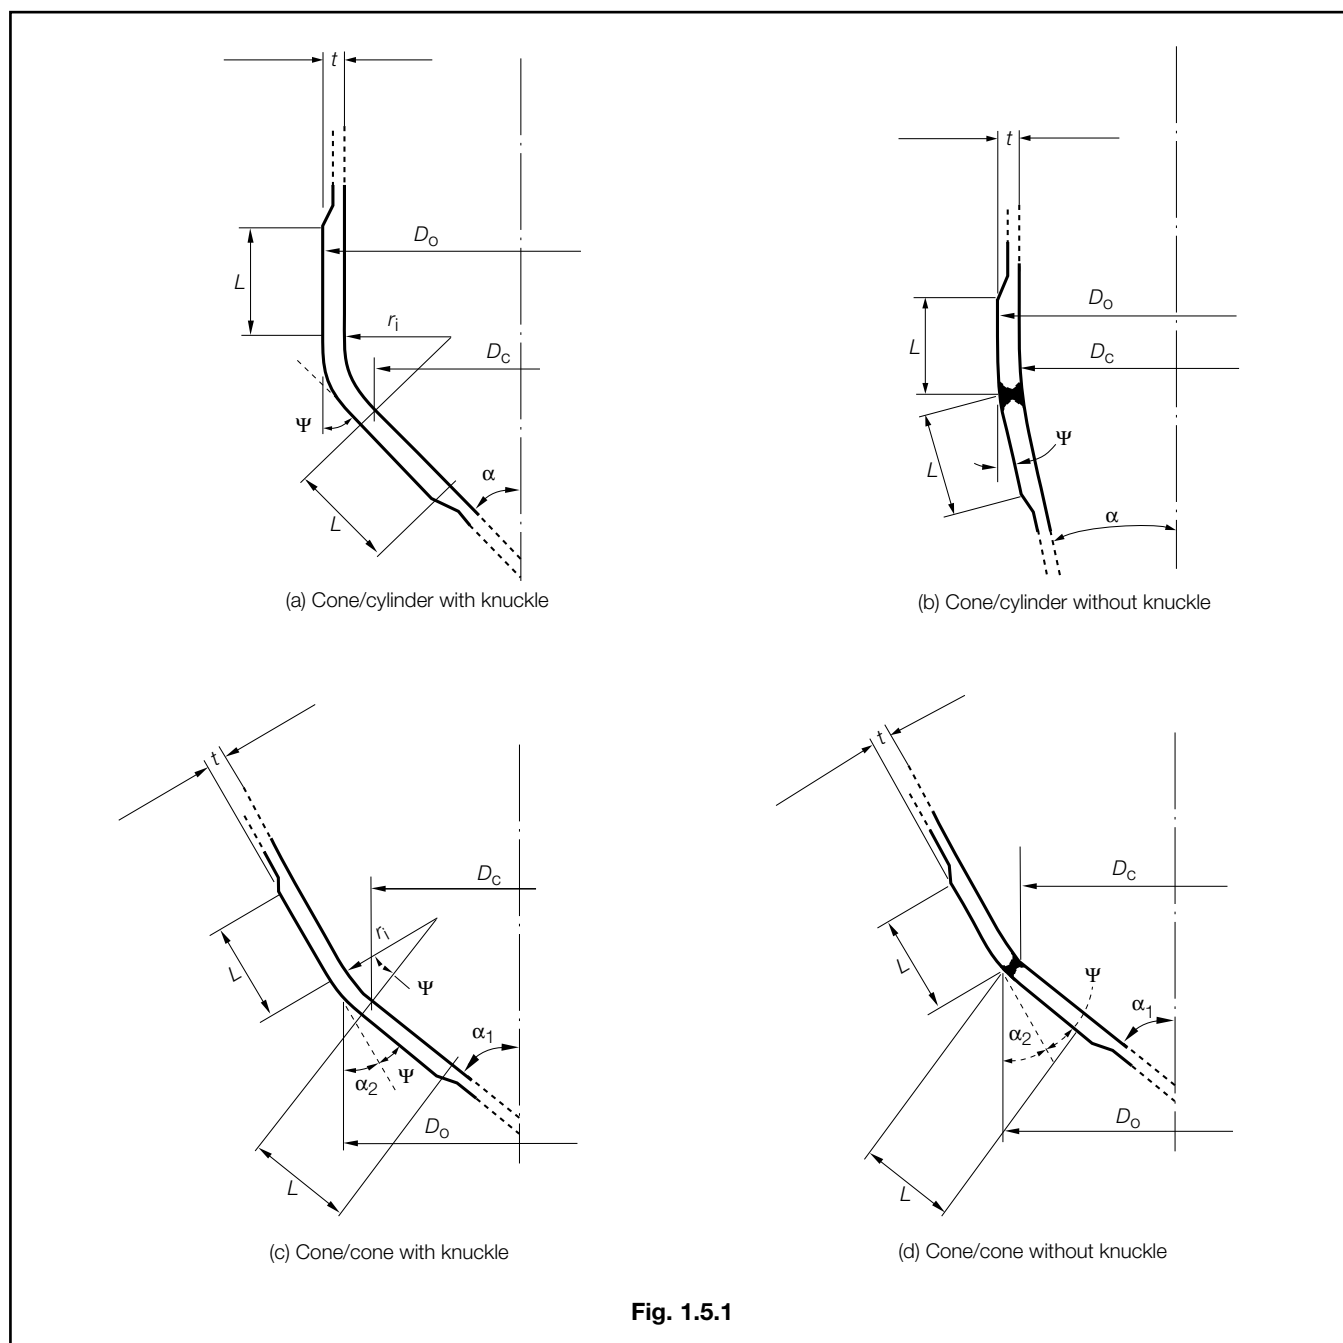 t
D_o
L
r_i
D_c
Ψ
α
L
(a) Cone/cylinder with knuckle
t
D_o
L
D_c
Ψ
L
α
(b) Cone/cylinder without knuckle
t
D_c
r_i
L
Ψ
α_1
α_2
Ψ
D_o
L
(c) Cone/cone with knuckle
t
D_c
L
Ψ
α_1
α_2
D_o
L
(d) Cone/cone without knuckle
Fig. 1.5.1